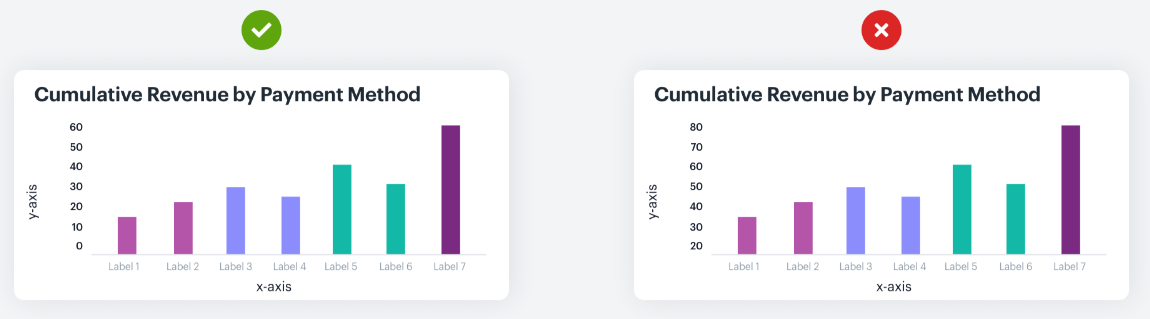 Cumulative Revenue by Payment Method
60
50
40
30
20
10
0
y-axis
Label 1 Label 2 Label 3 Label 4 Label 5 Label 6 Label 7
x-axis
Cumulative Revenue by Payment Method
80
70
60
50
40
30
20
y-axis
Label 1 Label 2 Label 3 Label 4 Label 5 Label 6 Label 7
x-axis